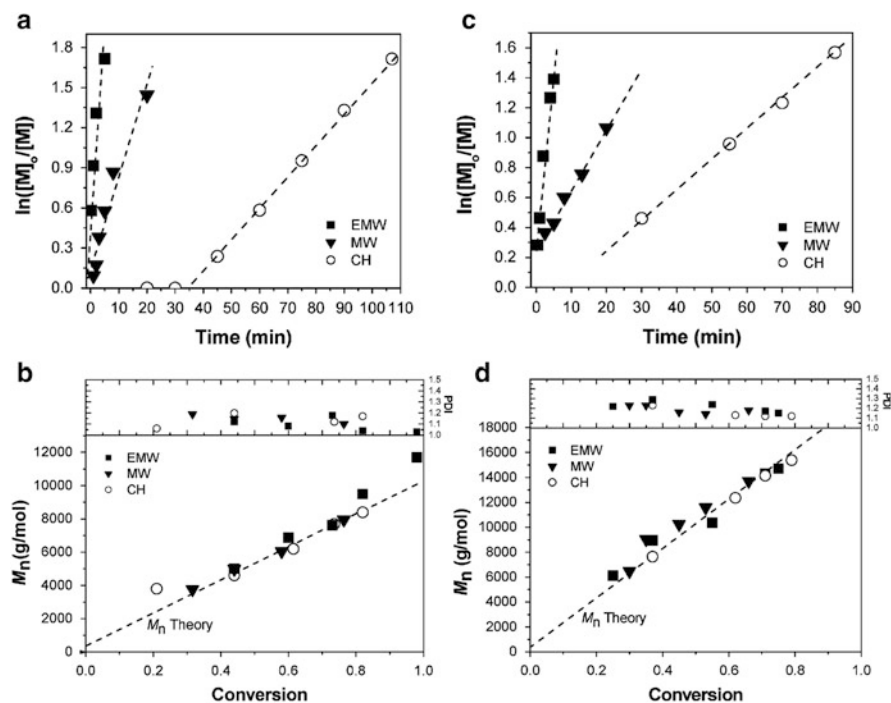 a
ln([M]₀/[M])
1.8
1.5
1.2
0.9
0.6
0.3
0.0
EMW
MW
CH
0 10 20 30 40 50 60 70 80 90 100 110
Time (min)
c
ln([M]₀/[M])
1.6
1.4
1.2
1.0
0.8
0.6
0.4
0.2
0.0
EMW
MW
CH
0 10 20 30 40 50 60 70 80 90
Time (min)
b
1.5
1.4
1.3
1.2
1.1
1.0
PDI
Mn(g/mol)
12000
10000
8000
6000
4000
2000
0
EMW
MW
CH
Mn Theory
0.0 0.2 0.4 0.6 0.8 1.0
Conversion
d
1.5
1.4
1.3
1.2
1.1
1.0
PDI
Mn (g/mol)
18000
16000
14000
12000
10000
8000
6000
4000
2000
0
EMW
MW
CH
Mn Theory
0.0 0.2 0.4 0.6 0.8 1.0
Conversion